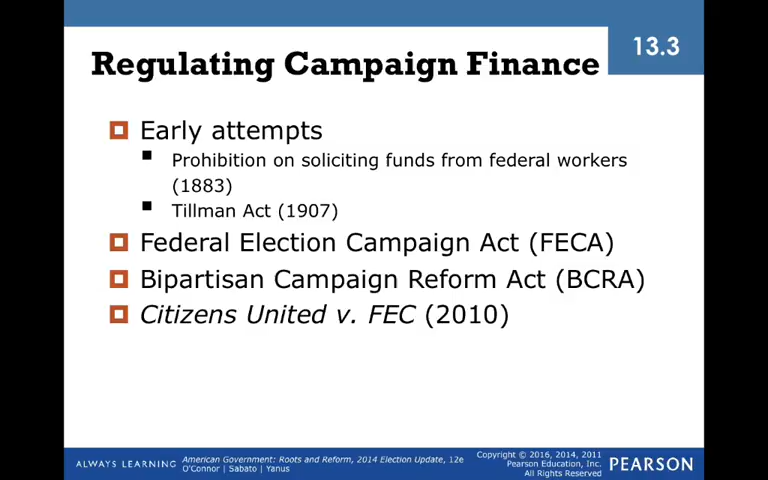 Regulating Campaign Finance
13.3
Early attempts
Prohibition on soliciting funds from federal workers
(1883)
Tillman Act (1907)
Federal Election Campaign Act (FECA)
Bipartisan Campaign Reform Act (BCRA)
Citizens United v. FEC (2010)
ALWAYS LEARNING
American Government: Roots and Reform, 2014 Election Update, 12e
O'Connor | Sabato | Yanus
Copyright © 2016, 2014, 2011
Pearson Education, Inc.
All Rights Reserved
PEARSON